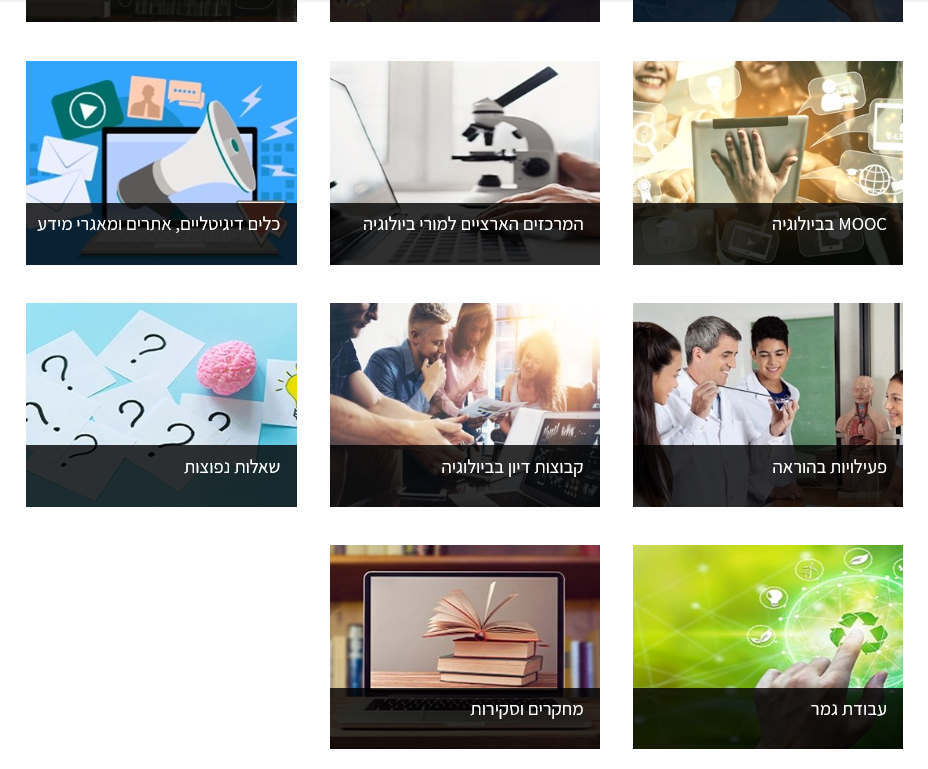 MOOC בביולוגיה
המרכזים הארציים למורי ביולוגיה
כלים דיגיטליים, אתרים ומאגרי מידע
פעילויות בהוראה
קבוצות דיון בביולוגיה
שאלות נפוצות
עבודת גמר
מחקרים וסקירות